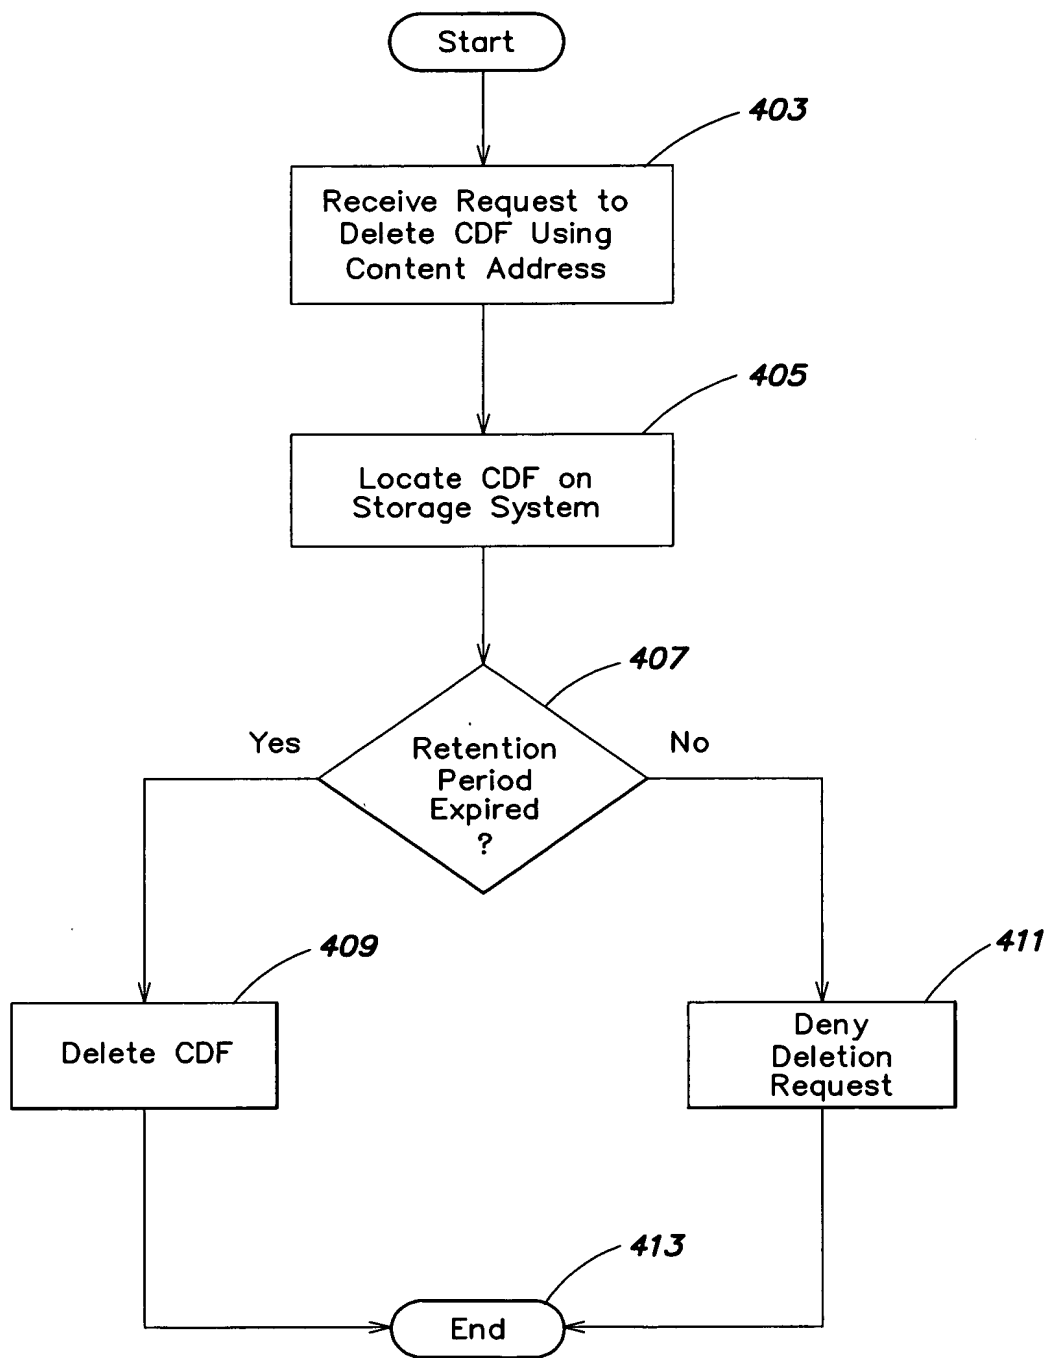 Start
403
Receive Request to
Delete CDF Using
Content Address
405
Locate CDF on
Storage System
407
Yes
Retention
Period
Expired
?
No
409
Delete CDF
411
Deny
Deletion
Request
413
End